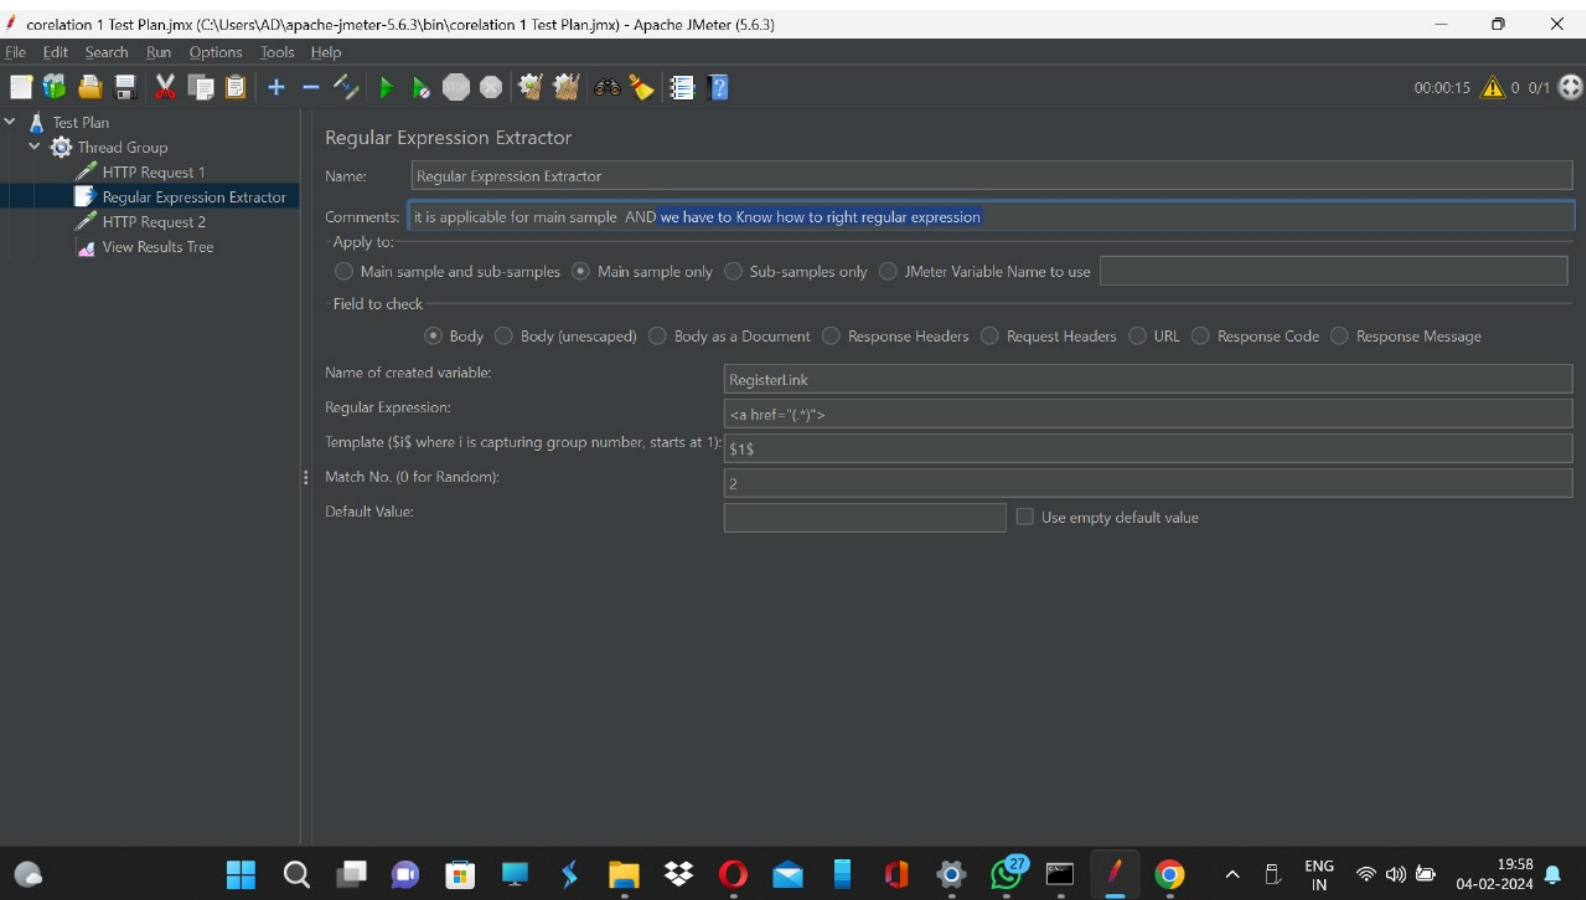 corelation 1 Test Plan.jmx (C:\Users\AD\apache-jmeter-5.6.3\bin\corelation 1 Test Plan.jmx) - Apache JMeter (5.6.3)
File Edit Search Run Options Tools Help
00:00:15 0 0/1
Test Plan
Thread Group
HTTP Request 1
Regular Expression Extractor
HTTP Request 2
View Results Tree
Regular Expression Extractor
Name: Regular Expression Extractor
Comments: it is applicable for main sample AND we have to Know how to right regular expression
Apply to:
Main sample and sub-samples Main sample only Sub-samples only JMeter Variable Name to use
Field to check
Body Body (unescaped) Body as a Document Response Headers Request Headers URL Response Code Response Message
Name of created variable: RegisterLink
Regular Expression: <a href="(.*)">
Template ($i$ where i is capturing group number, starts at 1): $1$
Match No. (0 for Random): 2
Default Value: Use empty default value
27
ENG
IN
19:58
04-02-2024